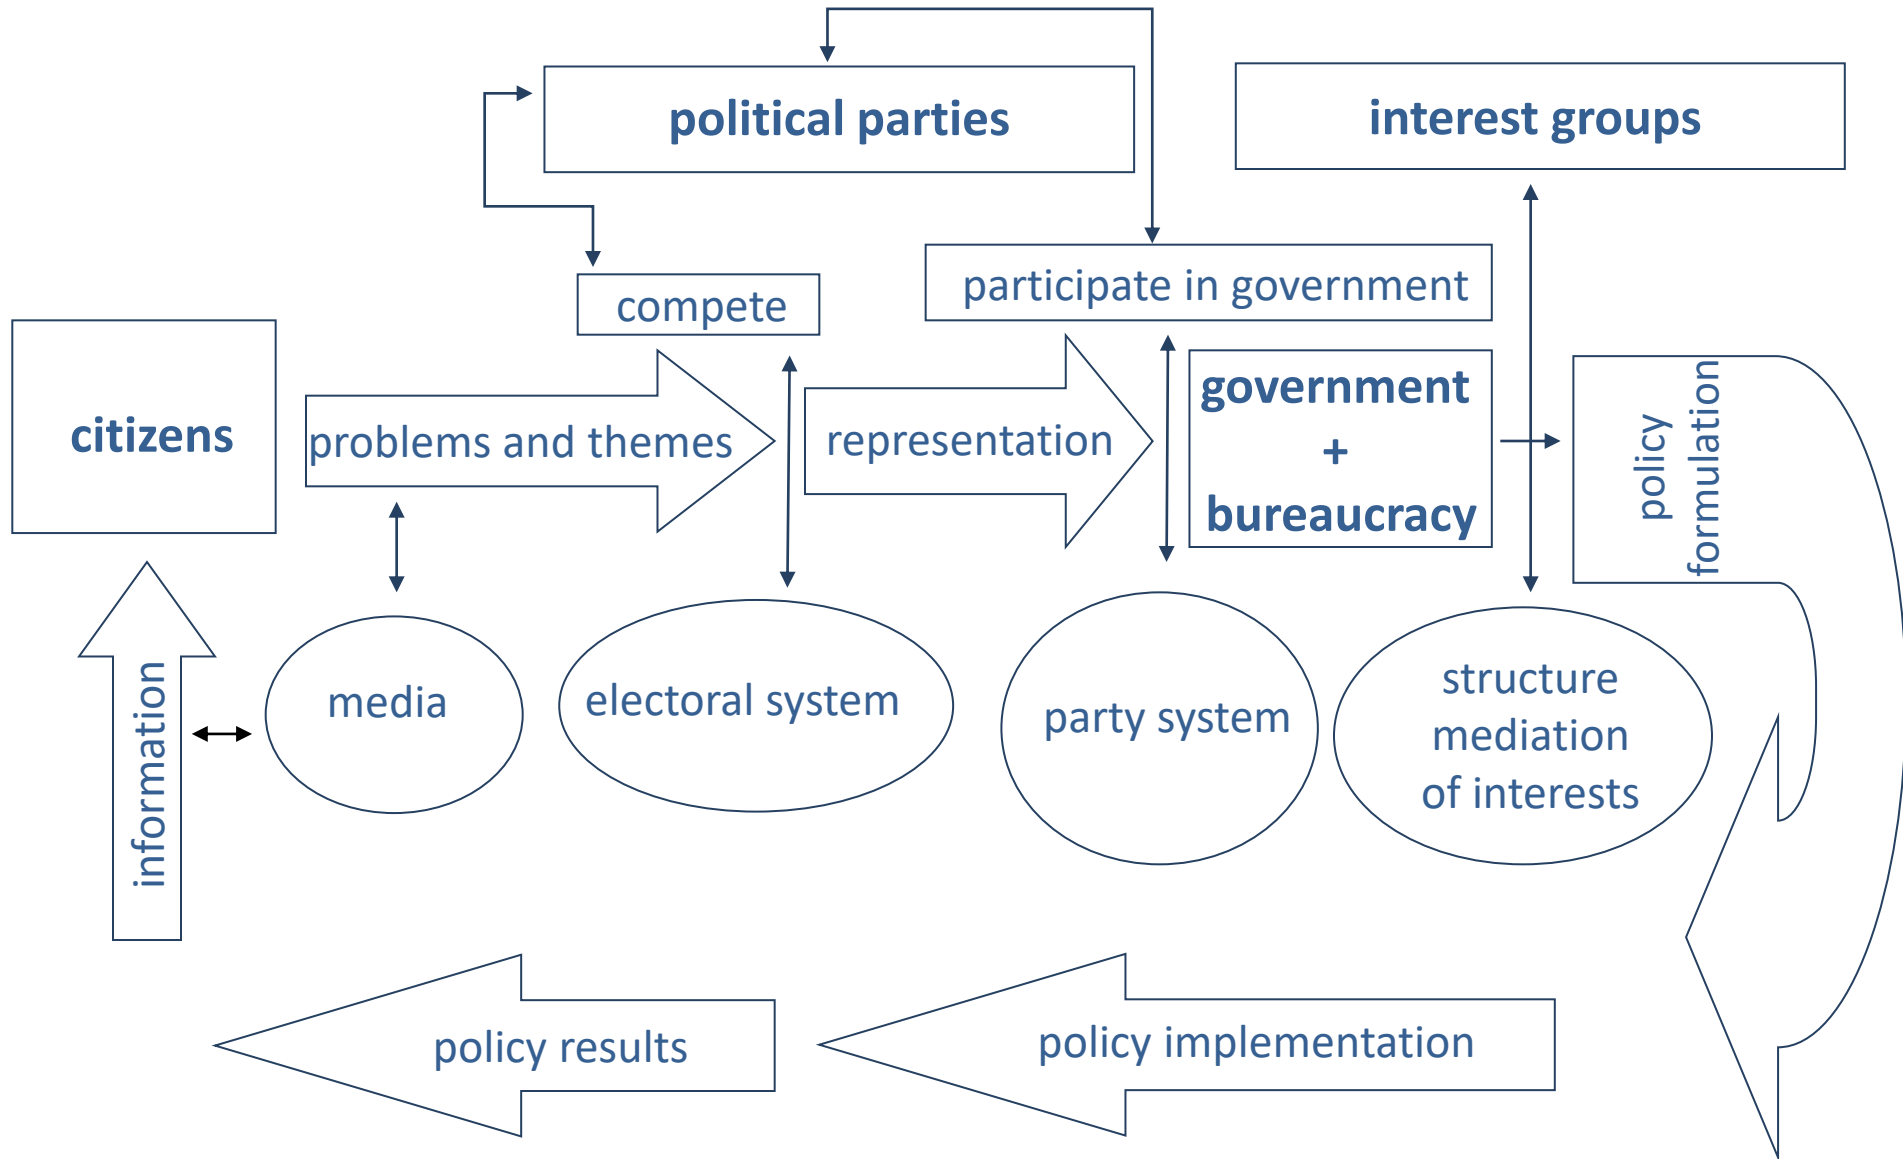 political parties
interest groups
participate in government
compete
citizens
problems and themes
representation
government
+
bureaucracy
policy
formulation
information
media
electoral system
party system
structure
mediation
of interests
policy results
policy implementation